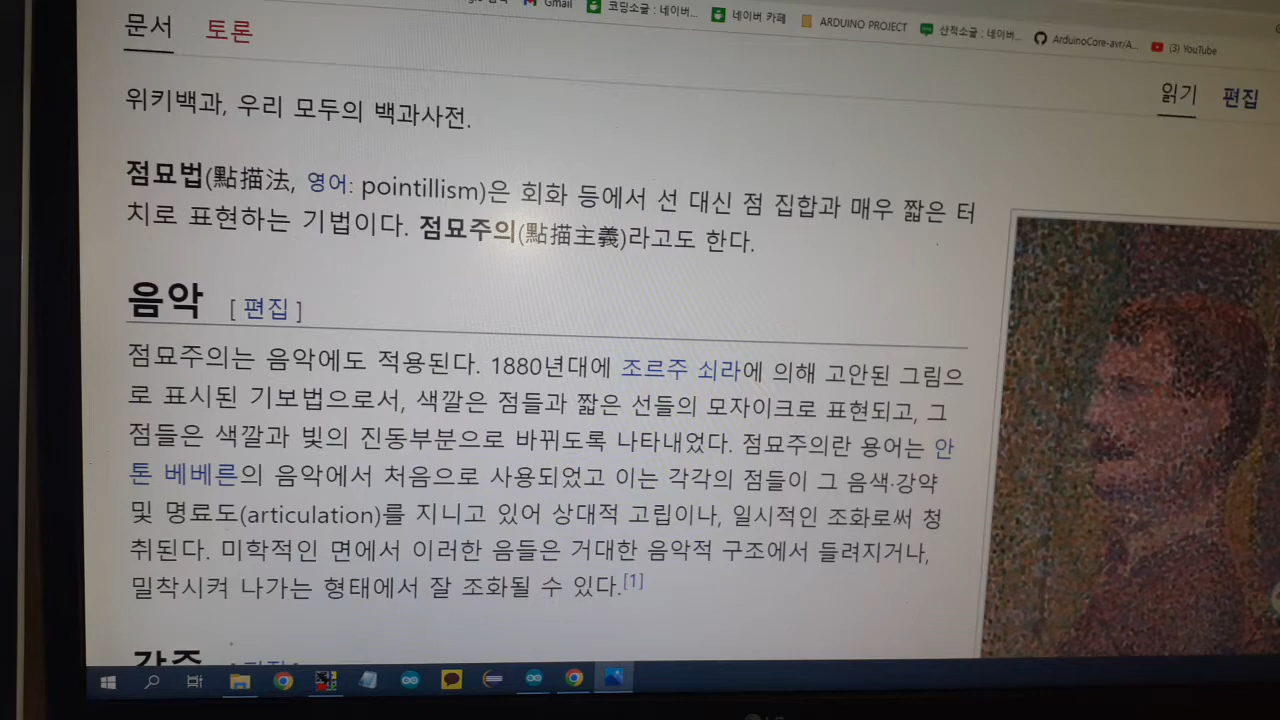 Gmail
코딩소굴 : 네이버...
네이버 카페
ARDUINO PROJECT
산적소굴 : 네이버...
ArduinoCore-avr/A...
(3) YouTube
문서 토론
읽기 편집
위키백과, 우리 모두의 백과사전.
점묘법(點描法, 영어: pointillism)은 회화 등에서 선 대신 점 집합과 매우 짧은 터
치로 표현하는 기법이다. 점묘주의(點描主義)라고도 한다.
음악 [ 편집 ]
점묘주의는 음악에도 적용된다. 1880년대에 조르주 쇠라에 의해 고안된 그림으
로 표시된 기보법으로서, 색깔은 점들과 짧은 선들의 모자이크로 표현되고, 그
점들은 색깔과 빛의 진동부분으로 바뀌도록 나타내었다. 점묘주의란 용어는 안
톤 베베른의 음악에서 처음으로 사용되었고 이는 각각의 점들이 그 음색·강약
및 명료도(articulation)를 지니고 있어 상대적 고립이나, 일시적인 조화로써 청
취된다. 미학적인 면에서 이러한 음들은 거대한 음악적 구조에서 들려지거나,
밀착시켜 나가는 형태에서 잘 조화될 수 있다.[1]